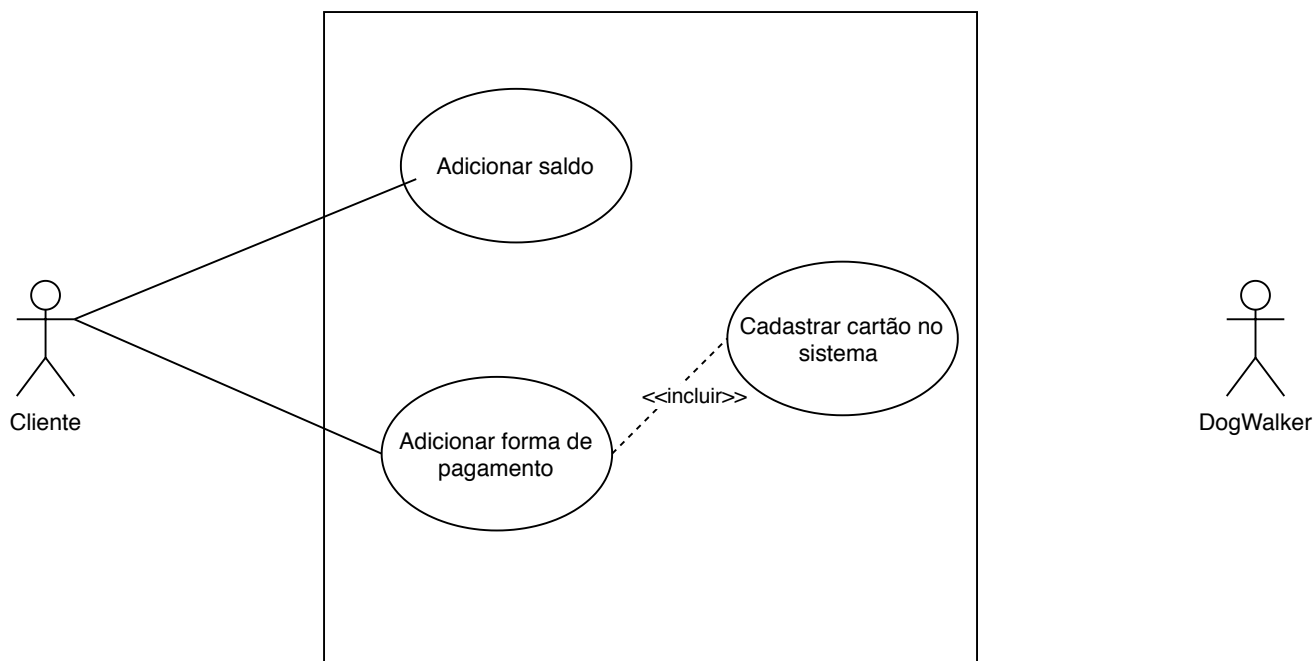 Adicionar saldo
Cadastrar cartão no
sistema
<<incluir>>
Cliente
DogWalker
Adicionar forma de
pagamento